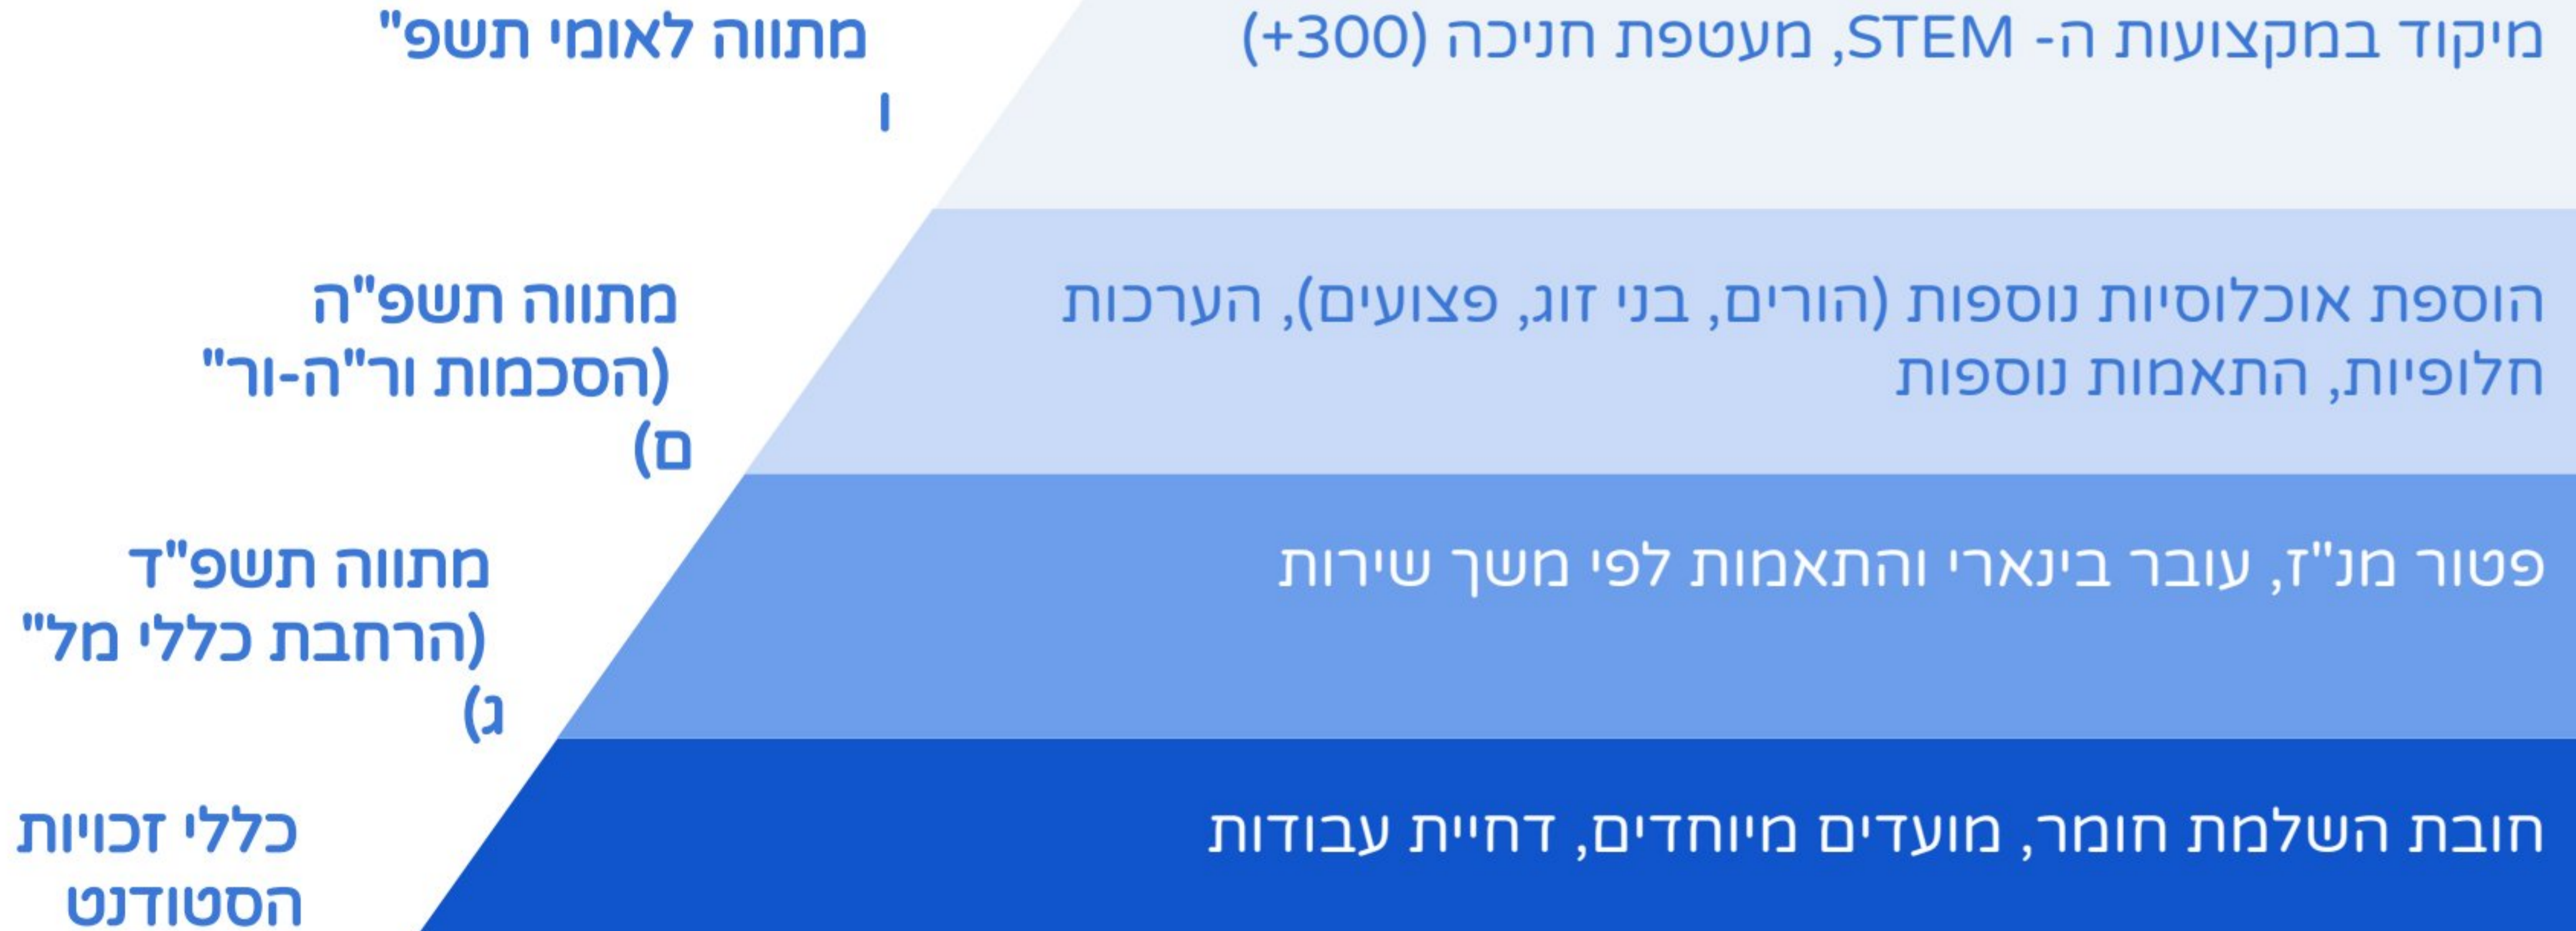 מיקוד במקצועות ה- STEM, מעטפת חניכה (300+)
מתווה לאומי תשפ"
ו
הוספת אוכלוסיות נוספות (הורים, בני זוג, פצועים), הערכות
חלופיות, התאמות נוספות
מתווה תשפ"ה
(הסכמות ור"ה-ור"
ם)
פטור מנ"ז, עובר בינארי והתאמות לפי משך שירות
מתווה תשפ"ד
(הרחבת כללי מל"
ג)
חובת השלמת חומר, מועדים מיוחדים, דחיית עבודות
כללי זכויות
הסטודנט